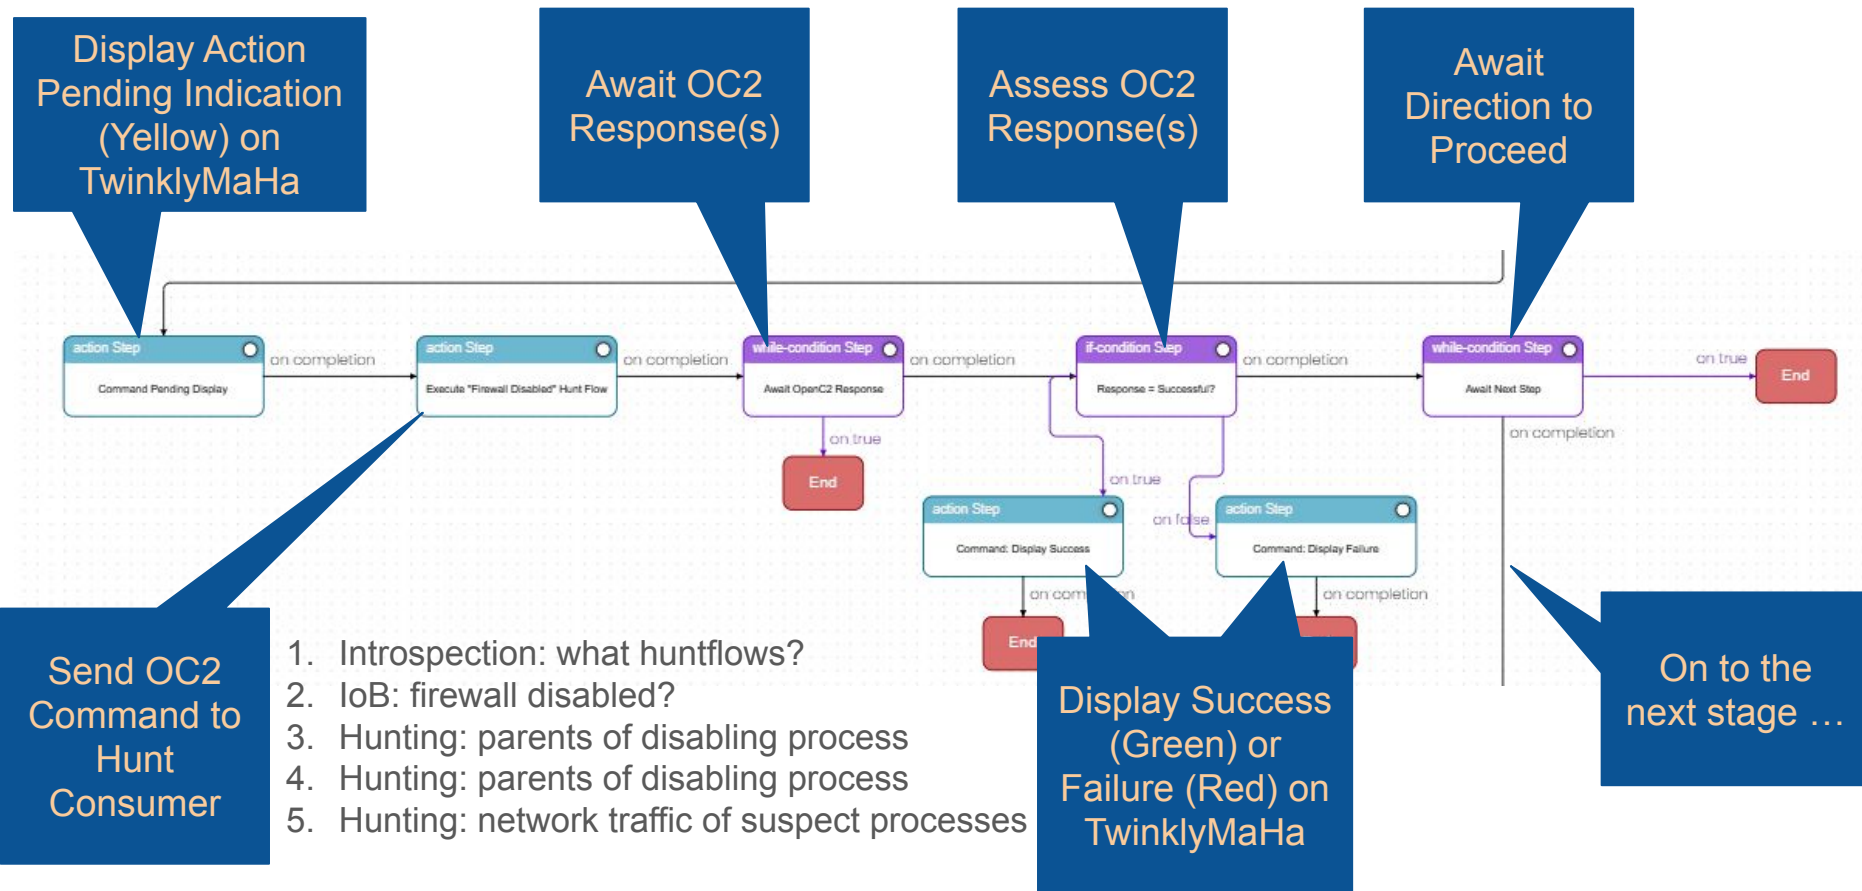 Display Action
Pending Indication
(Yellow) on
TwinklyMaHa
Await OC2
Response(s)
Assess OC2
Response(s)
Await
Direction to
Proceed
action Step
Command Pending Display
on completion
action Step
Execute "Firewall Disabled" Hunt Flow
on completion
while-condition Step
Await OpenC2 Response
on completion
if-condition Step
Response = Successful?
on completion
while-condition Step
Await Next Step
on true
End
on true
End
on completion
on true
on false
action Step
Command: Display Success
action Step
Command: Display Failure
on completion
on completion
End
Send OC2
Command to
Hunt
Consumer
1. Introspection: what huntflows?
2. IoB: firewall disabled?
3. Hunting: parents of disabling process
4. Hunting: parents of disabling process
5. Hunting: network traffic of suspect processes
Display Success
(Green) or
Failure (Red) on
TwinklyMaHa
On to the
next stage …